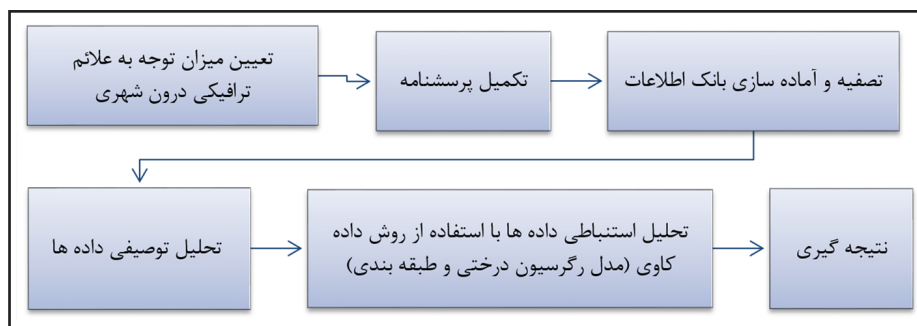 تعیین میزان توجه به علائم
ترافیکی درون شهری
تکمیل پرسشنامه
تصفیه و آماده سازی بانک اطلاعات
تحلیل توصیفی داده ها
تحلیل استنباطی داده ها با استفاده از روش داده
کاوی (مدل رگرسیون درختی و طبقه بندی)
نتیجه گیری